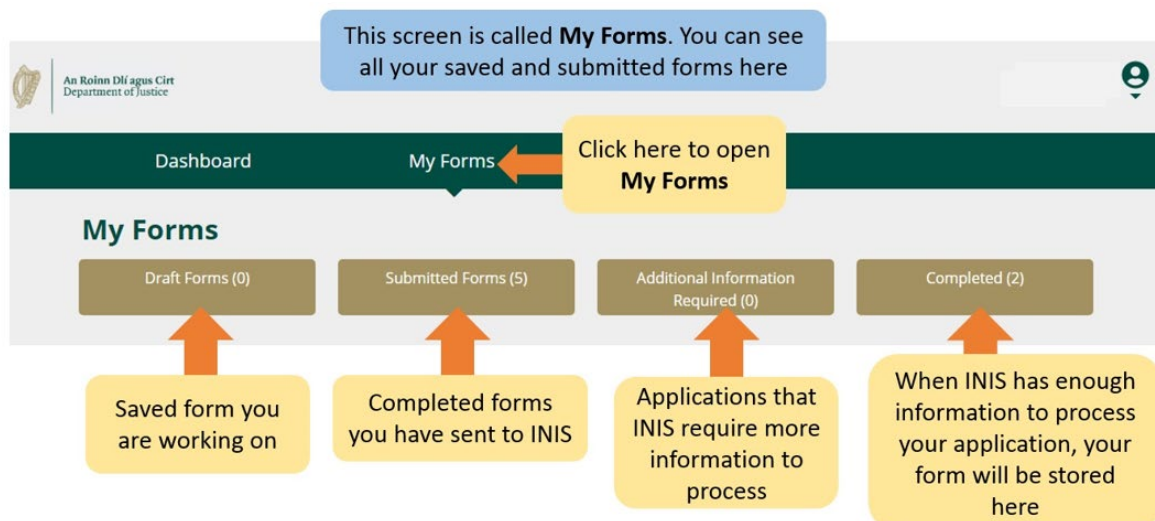 This screen is called My Forms. You can see
all your saved and submitted forms here
An Roinn Dlí agus Cirt
Department of Justice
Dashboard
My Forms
Click here to open
My Forms
My Forms
Draft Forms (0)
Submitted Forms (5)
Additional Information
Required (0)
Completed (2)
Saved form you
are working on
Completed forms
you have sent to INIS
Applications that
INIS require more
information to
process
When INIS has enough
information to process
your application, your
form will be stored
here